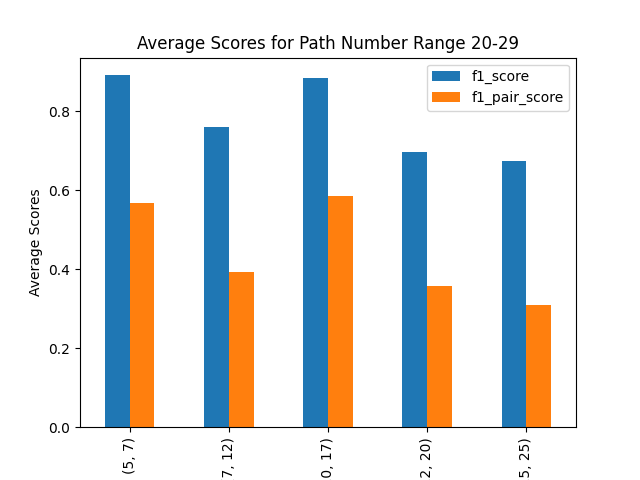 Average Scores for Path Number Range 20-29
f1_score
f1_pair_score
Average Scores
0.8
0.6
0.4
0.2
0.0
(5, 7)
7, 12)
0, 17)
2, 20)
5, 25)